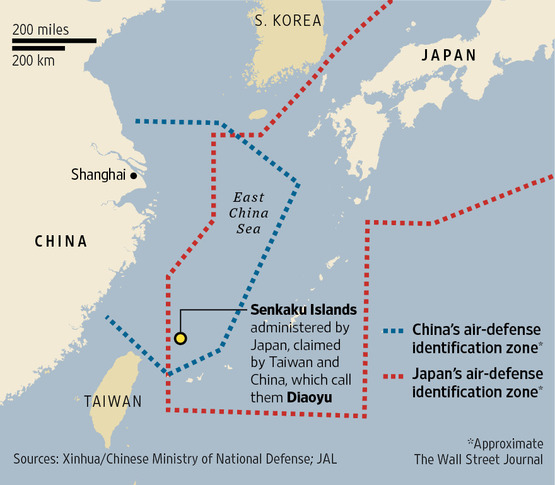 200 miles
200 km
S. KOREA
JAPAN
Shanghai
East
China
Sea
CHINA
Senkaku Islands
administered by
Japan, claimed
by Taiwan and
China, which call
them Diaoyu
TAIWAN
China's air-defense
identification zone*
Japan's air-defense
identification zone*
*Approximate
Sources: Xinhua/Chinese Ministry of National Defense; JAL
The Wall Street Journal